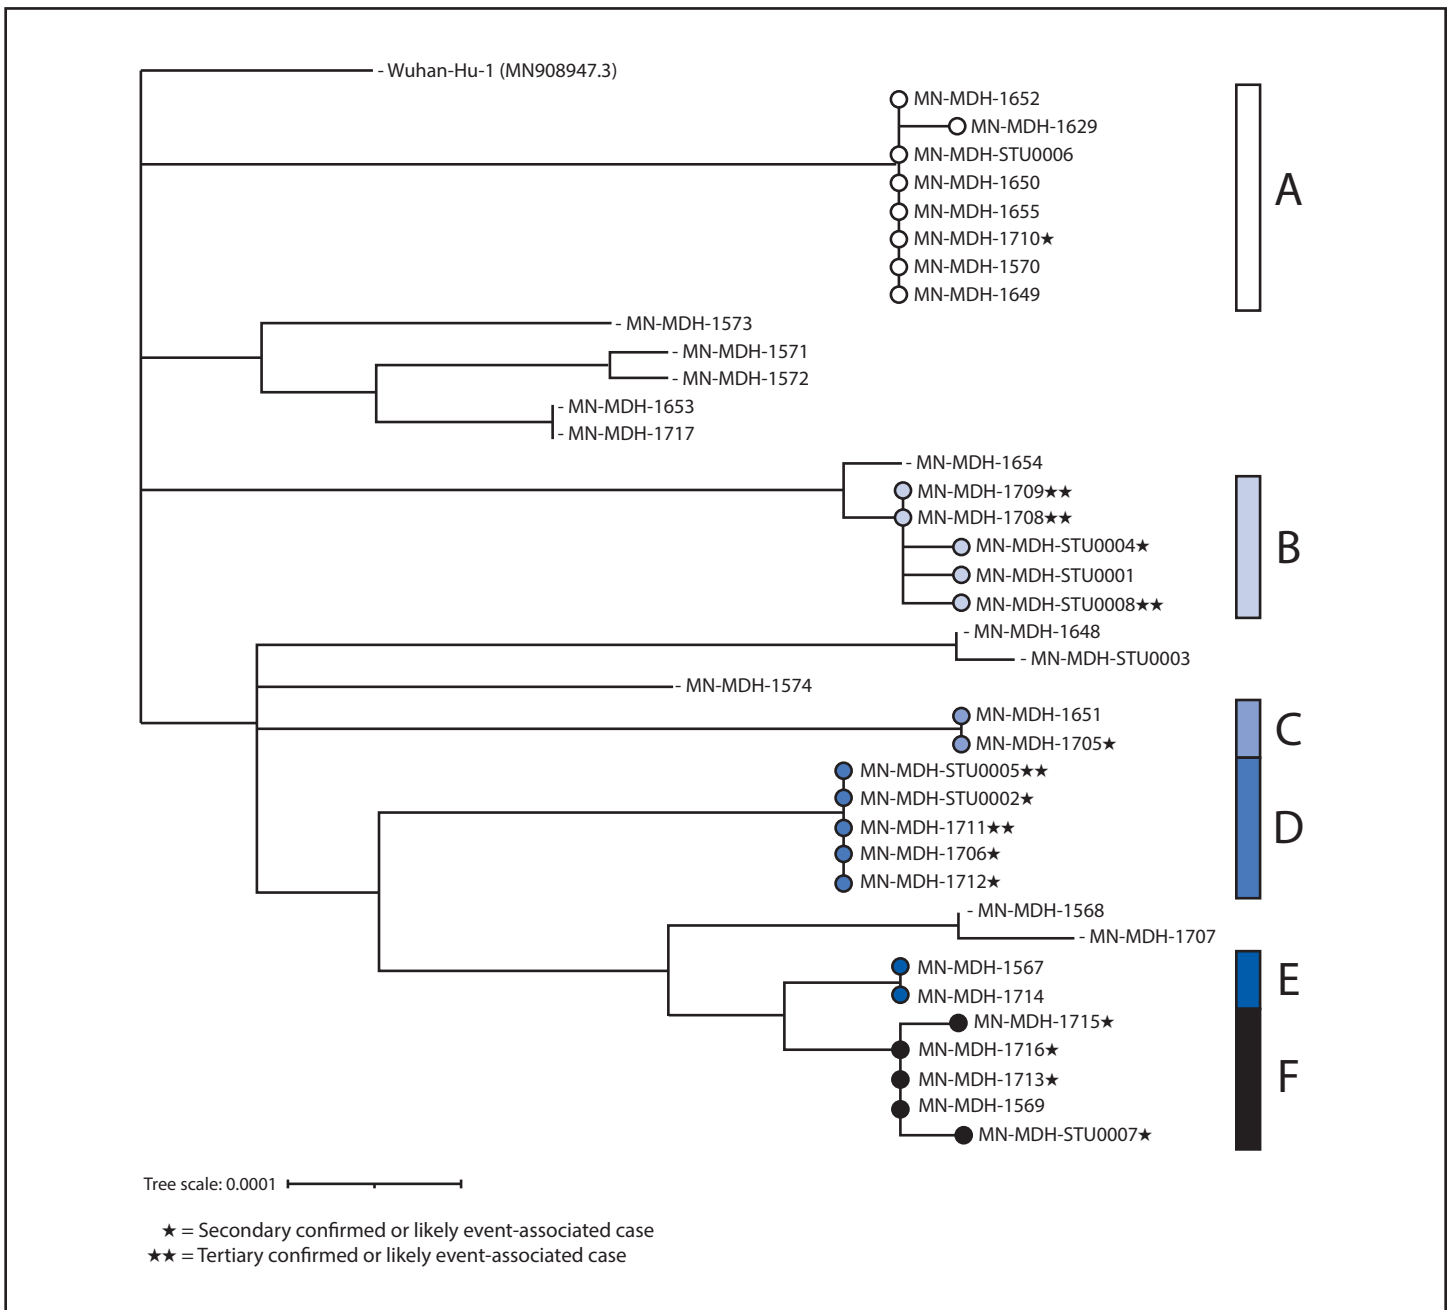 - Wuhan-Hu-1 (MN908947.3)
MN-MDH-1652
MN-MDH-1629
MN-MDH-STU0006
MN-MDH-1650
MN-MDH-1655
MN-MDH-1710★
MN-MDH-1570
MN-MDH-1649
A
- MN-MDH-1573
- MN-MDH-1571
- MN-MDH-1572
- MN-MDH-1653
- MN-MDH-1717
- MN-MDH-1654
MN-MDH-1709★★
MN-MDH-1708★★
MN-MDH-STU0004★
MN-MDH-STU0001
MN-MDH-STU0008★★
B
- MN-MDH-1648
- MN-MDH-STU0003
- MN-MDH-1574
MN-MDH-1651
MN-MDH-1705★
C
MN-MDH-STU0005★★
MN-MDH-STU0002★
MN-MDH-1711★★
MN-MDH-1706★
MN-MDH-1712★
D
- MN-MDH-1568
- MN-MDH-1707
MN-MDH-1567
MN-MDH-1714
E
MN-MDH-1715★
MN-MDH-1716★
MN-MDH-1713★
MN-MDH-1569
MN-MDH-STU0007★
F
Tree scale: 0.0001
★ = Secondary confirmed or likely event-associated case
★★ = Tertiary confirmed or likely event-associated case